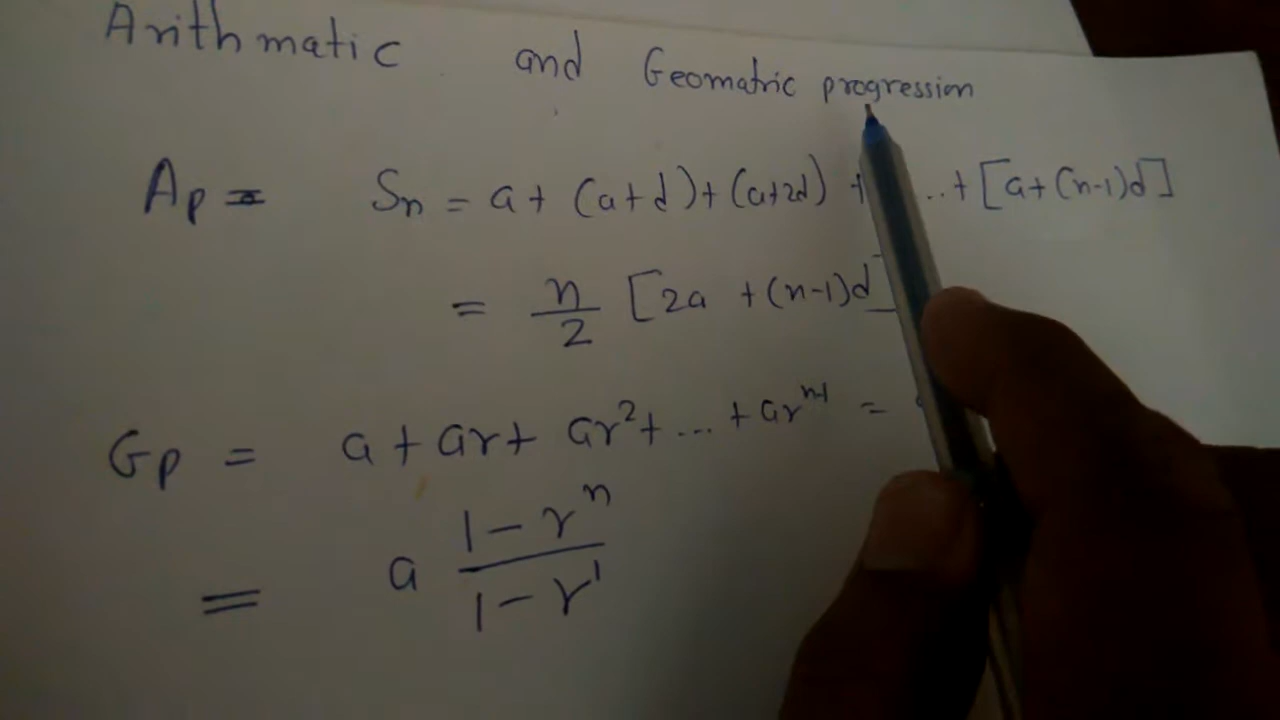 Arithmatic and Geomatric progression
Ap = Sn = a + (a+d) + (a+2d) + ..+ [a+(n-1)d]
= n/2 [2a + (n-1)d]
Gp = a + ar + ar² + ... + arⁿ⁻¹ =
= a (1-rⁿ)/(1-r¹)